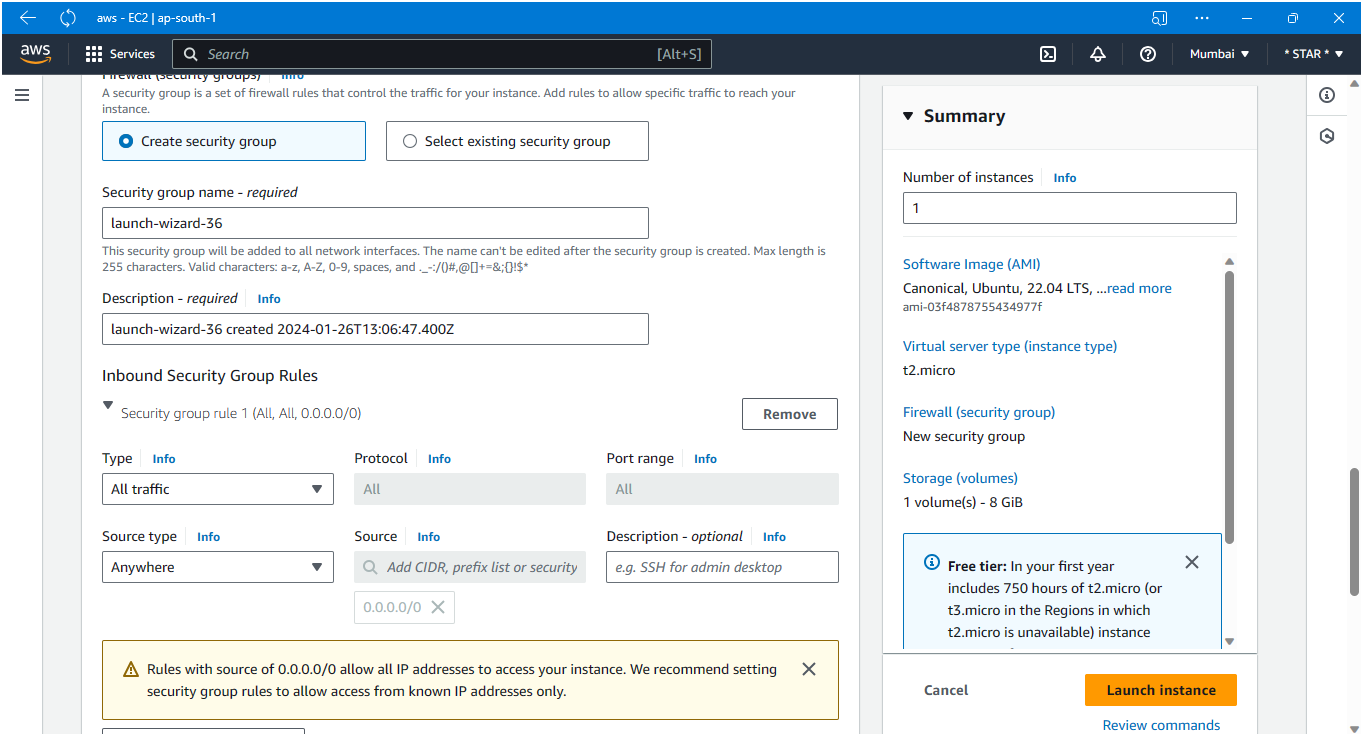 aws - EC2 | ap-south-1
aws
Services
Search
[Alt+S]
Mumbai
* STAR *
Firewall (security groups)
Info
A security group is a set of firewall rules that control the traffic for your instance. Add rules to allow specific traffic to reach your
instance.
Create security group
Select existing security group
Security group name - required
launch-wizard-36
This security group will be added to all network interfaces. The name can't be edited after the security group is created. Max length is
255 characters. Valid characters: a-z, A-Z, 0-9, spaces, and ._-:/()#,@[]+=&;{}!$*
Description - required
Info
launch-wizard-36 created 2024-01-26T13:06:47.400Z
Inbound Security Group Rules
Security group rule 1 (All, All, 0.0.0.0/0)
Remove
Type
Info
Protocol
Info
Port range
Info
All traffic
All
All
Source type
Info
Source
Info
Description - optional
Info
Anywhere
Add CIDR, prefix list or security
e.g. SSH for admin desktop
0.0.0.0/0
Rules with source of 0.0.0.0/0 allow all IP addresses to access your instance. We recommend setting
security group rules to allow access from known IP addresses only.
Summary
Number of instances
Info
1
Software Image (AMI)
Canonical, Ubuntu, 22.04 LTS, ...read more
ami-03f4878755434977f
Virtual server type (instance type)
t2.micro
Firewall (security group)
New security group
Storage (volumes)
1 volume(s) - 8 GiB
Free tier: In your first year
includes 750 hours of t2.micro (or
t3.micro in the Regions in which
t2.micro is unavailable) instance
Cancel
Launch instance
Review commands